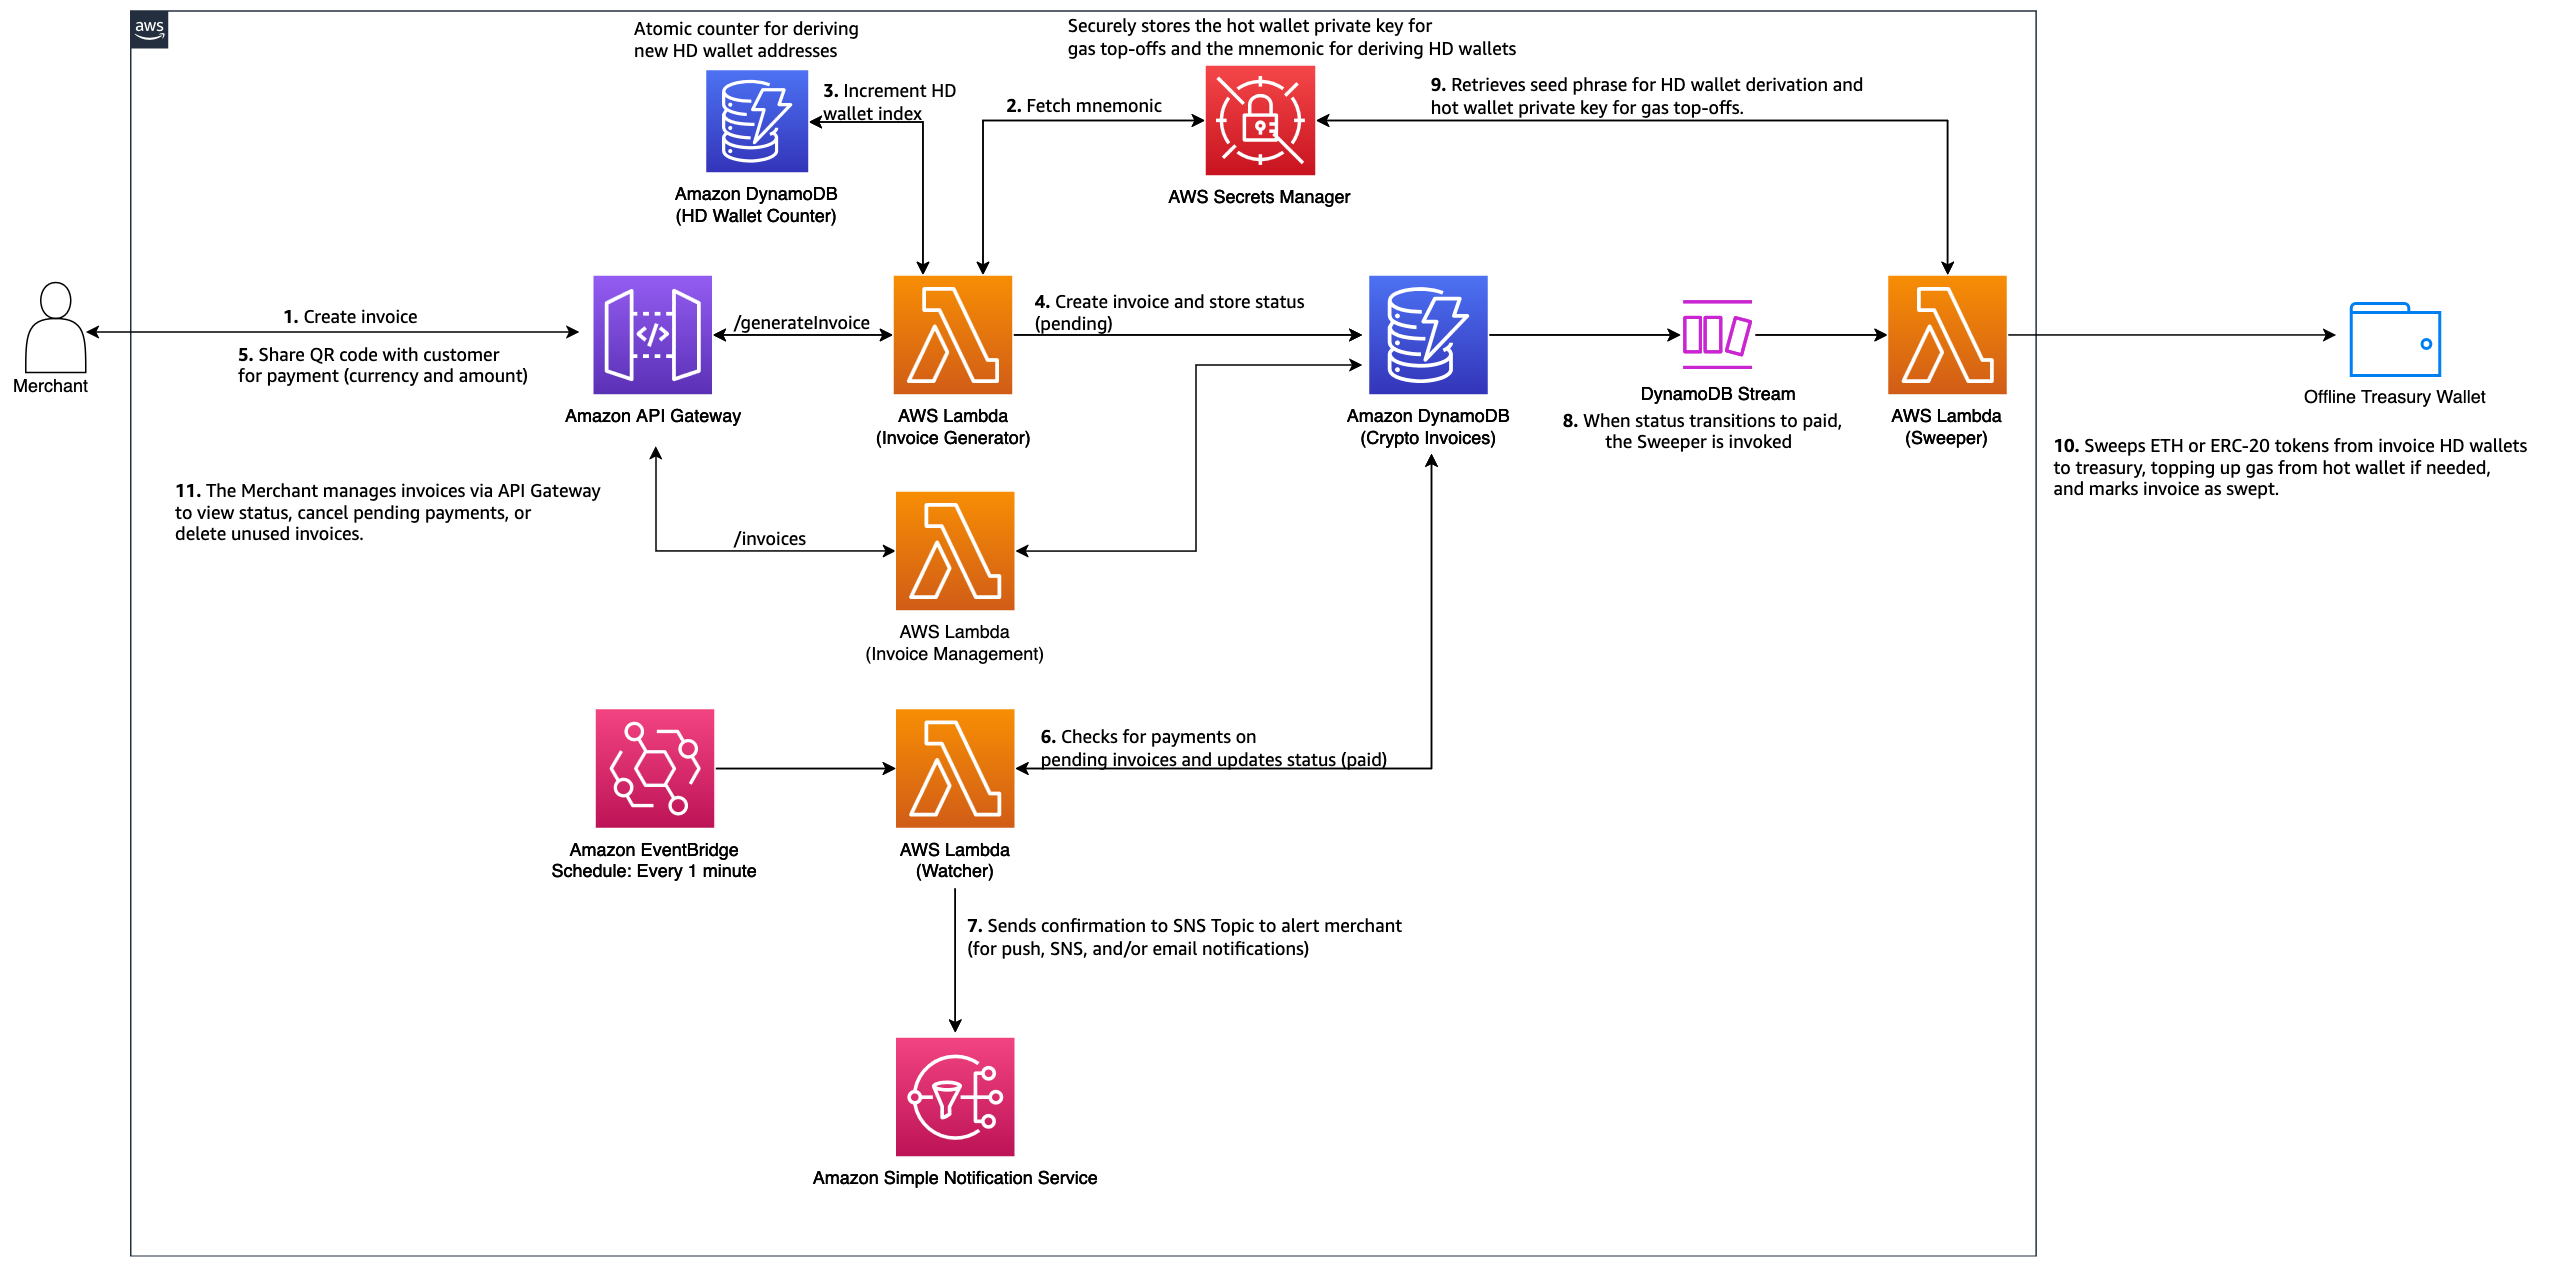 aws
Atomic counter for deriving
new HD wallet addresses
Securely stores the hot wallet private key for
gas top-offs and the mnemonic for deriving HD wallets
3. Increment HD
wallet index
2. Fetch mnemonic
9. Retrieves seed phrase for HD wallet derivation and
hot wallet private key for gas top-offs.
Amazon DynamoDB
(HD Wallet Counter)
AWS Secrets Manager
1. Create invoice
5. Share QR code with customer
for payment (currency and amount)
Merchant
/generateInvoice
4. Create invoice and store status
(pending)
Amazon API Gateway
AWS Lambda
(Invoice Generator)
Amazon DynamoDB
(Crypto Invoices)
DynamoDB Stream
8. When status transitions to paid,
the Sweeper is invoked
AWS Lambda
(Sweeper)
Offline Treasury Wallet
10. Sweeps ETH or ERC-20 tokens from invoice HD wallets
to treasury, topping up gas from hot wallet if needed,
and marks invoice as swept.
11. The Merchant manages invoices via API Gateway
to view status, cancel pending payments, or
delete unused invoices.
/invoices
AWS Lambda
(Invoice Management)
6. Checks for payments on
pending invoices and updates status (paid)
Amazon EventBridge
Schedule: Every 1 minute
AWS Lambda
(Watcher)
7. Sends confirmation to SNS Topic to alert merchant
(for push, SNS, and/or email notifications)
Amazon Simple Notification Service